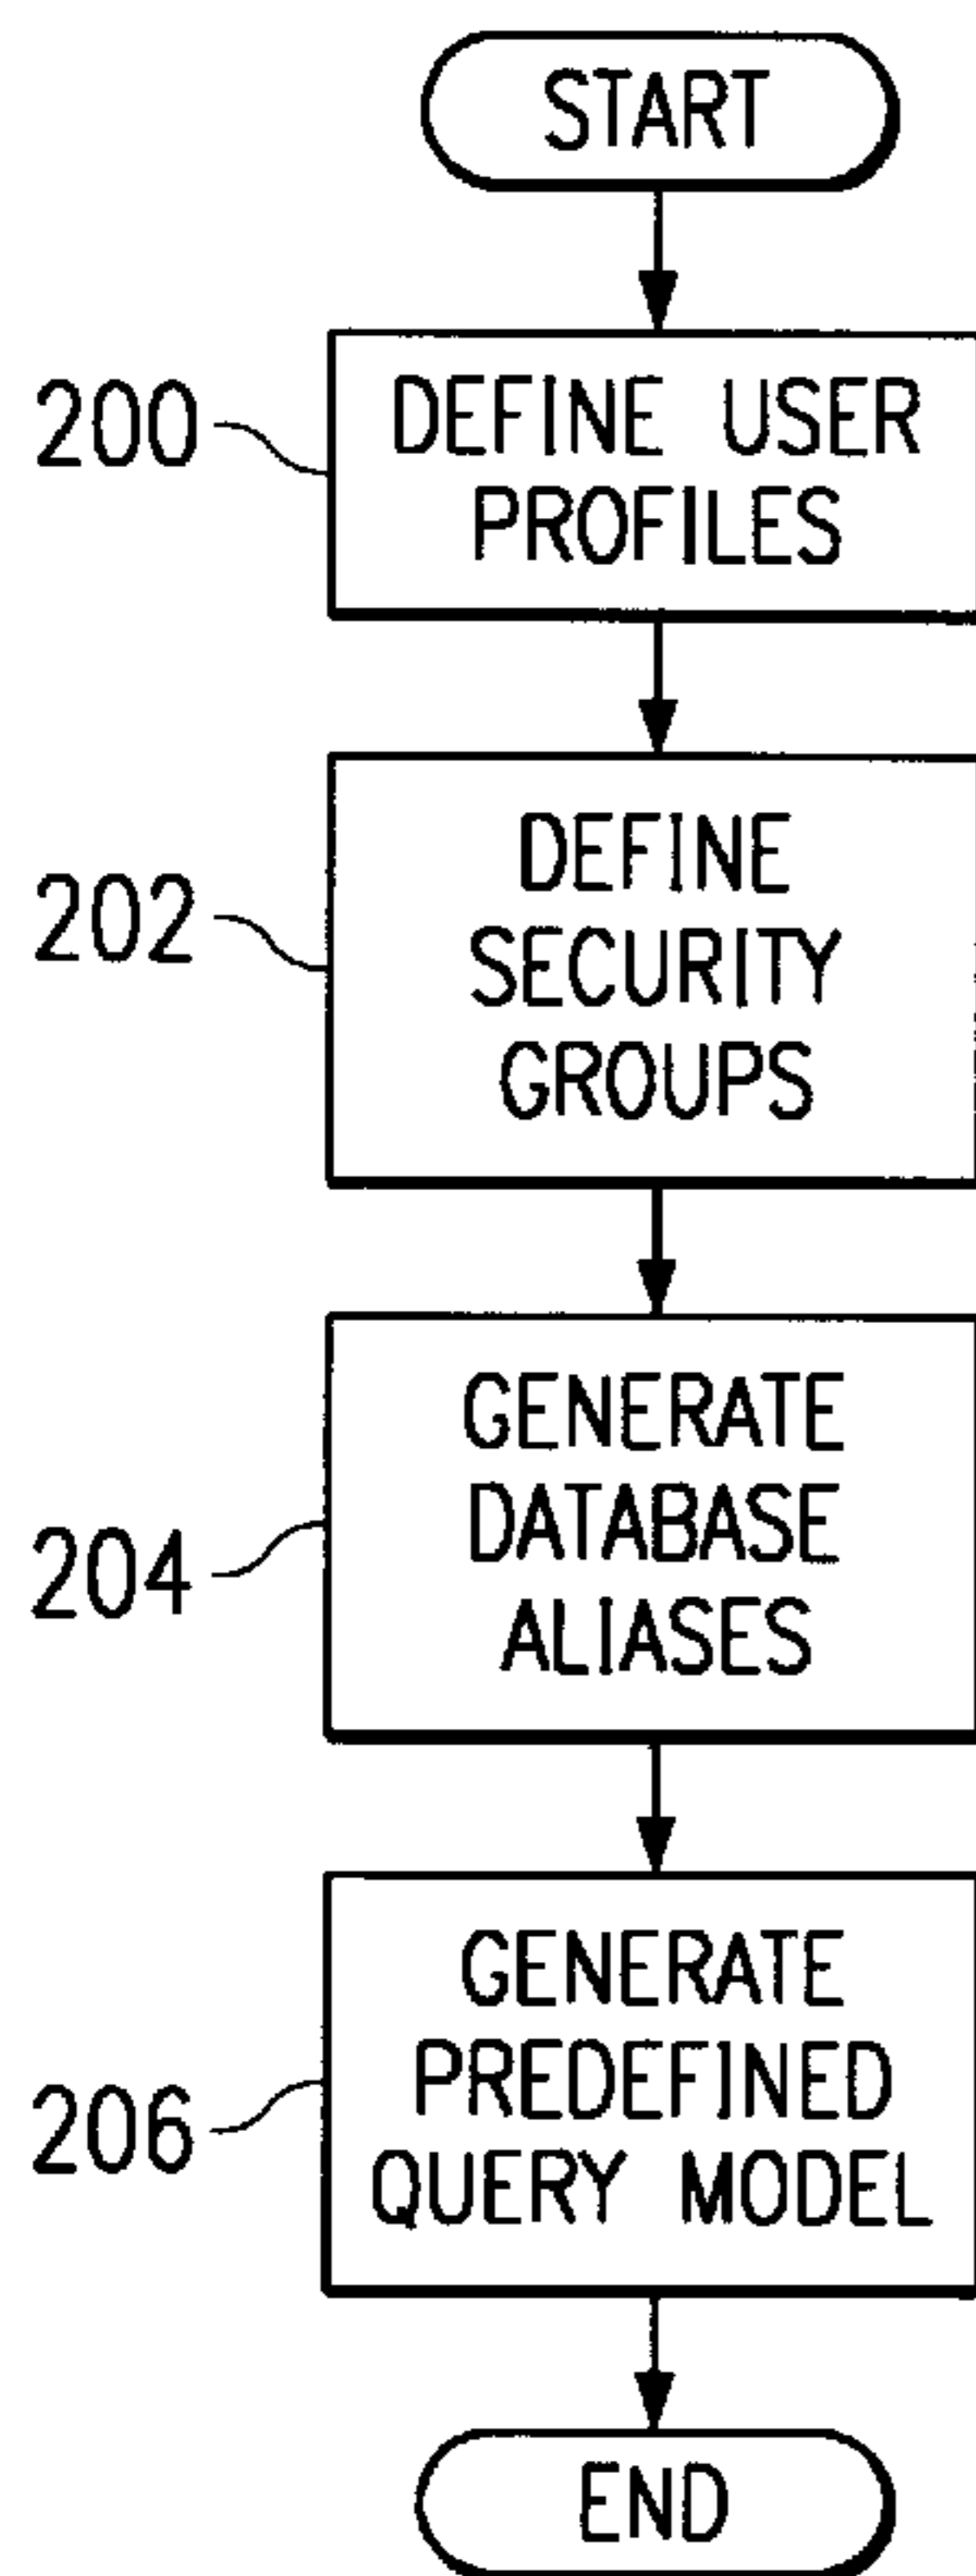 START
200
DEFINE USER
PROFILES
202
DEFINE
SECURITY
GROUPS
204
GENERATE
DATABASE
ALIASES
206
GENERATE
PREDEFINED
QUERY MODEL
END